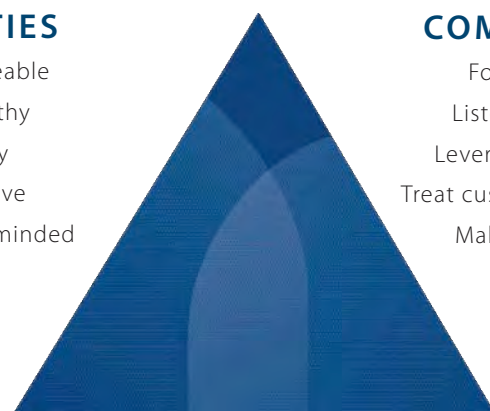 TIES
eable
thy
y
ve
minded
COM
Fo
List
Lever
Treat cus
Mal